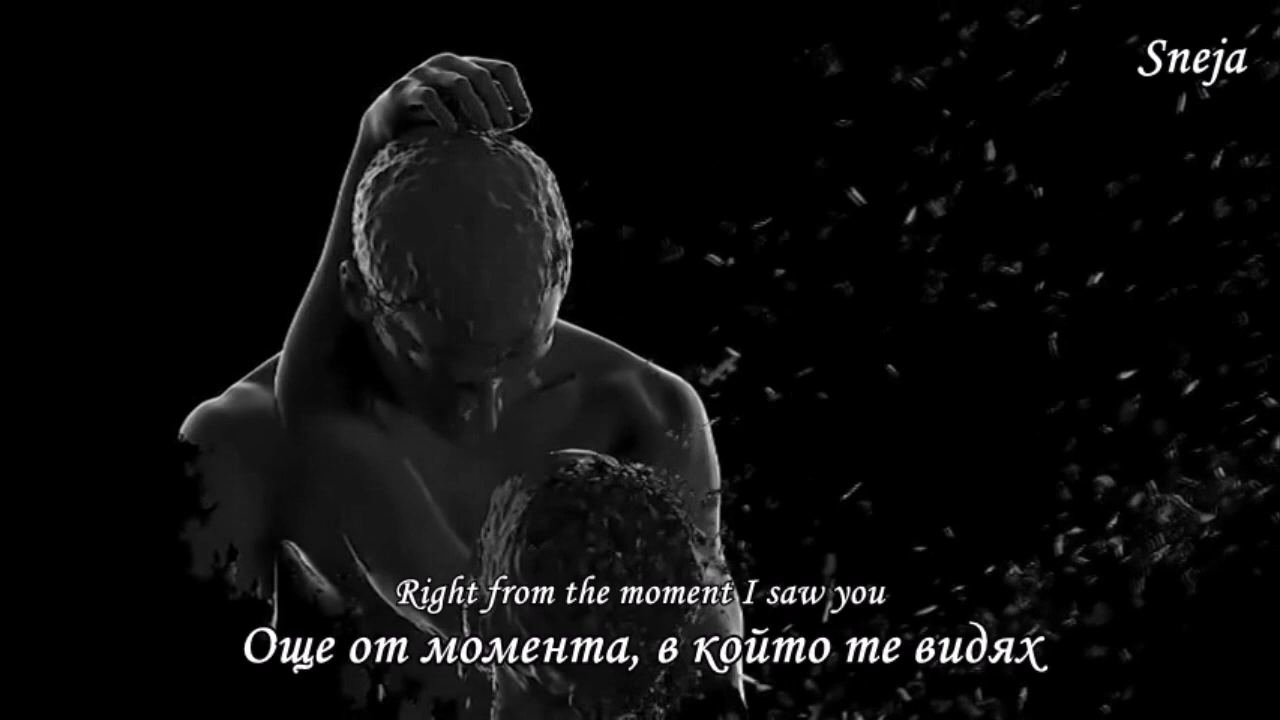 Sneja
Right from the moment I saw you
Още от момента, в който те видях